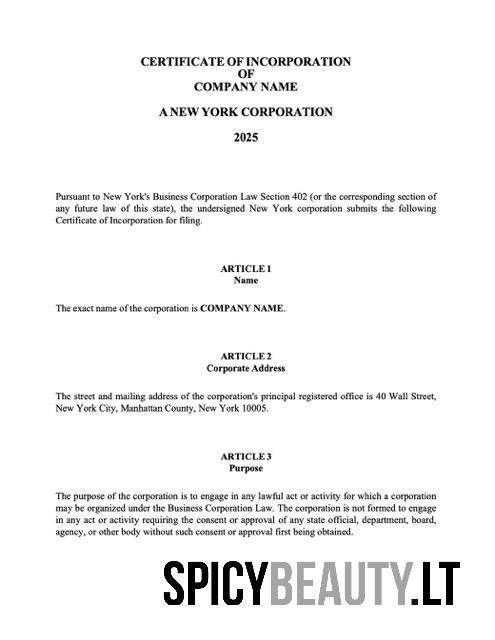 CERTIFICATE OF INCORPORATION
OF
COMPANY NAME
A NEW YORK CORPORATION
2025
Pursuant to New York's Business Corporation Law Section 402 (or the corresponding section of
any future law of this state), the undersigned New York corporation submits the following
Certificate of Incorporation for filing.
ARTICLE 1
Name
The exact name of the corporation is COMPANY NAME.
ARTICLE 2
Corporate Address
The street and mailing address of the corporation's principal registered office is 40 Wall Street,
New York City, Manhattan County, New York 10005.
ARTICLE 3
Purpose
The purpose of the corporation is to engage in any lawful act or activity for which a corporation
may be organized under the Business Corporation Law. The corporation is not formed to engage
in any act or activity requiring the consent or approval of any state official, department, board,
agency, or other body without such consent or approval first being obtained.
SPICYBEAUTY.LT